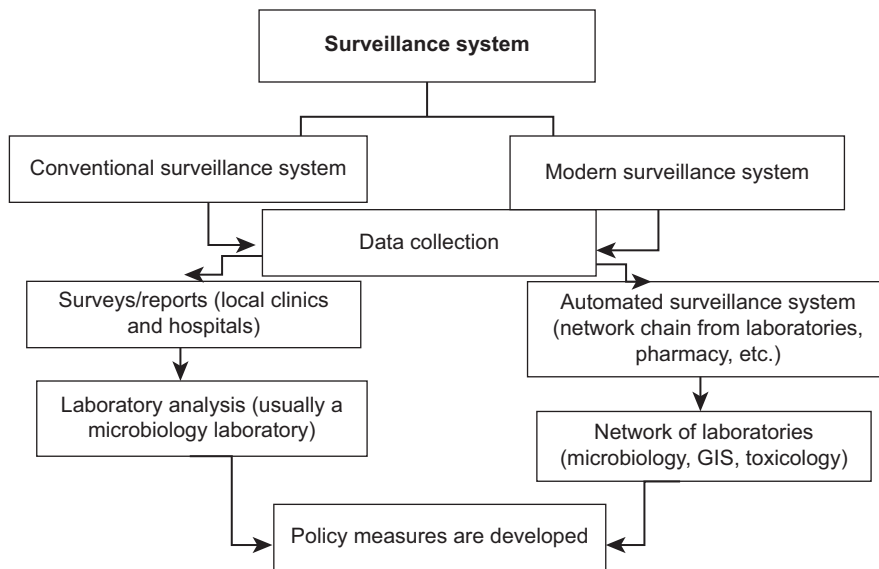 Surveillance system
Conventional surveillance system
Modern surveillance system
Data collection
Surveys/reports (local clinics
and hospitals)
Automated surveillance system
(network chain from laboratories,
pharmacy, etc.)
Laboratory analysis (usually a
microbiology laboratory)
Network of laboratories
(microbiology, GIS, toxicology)
Policy measures are developed